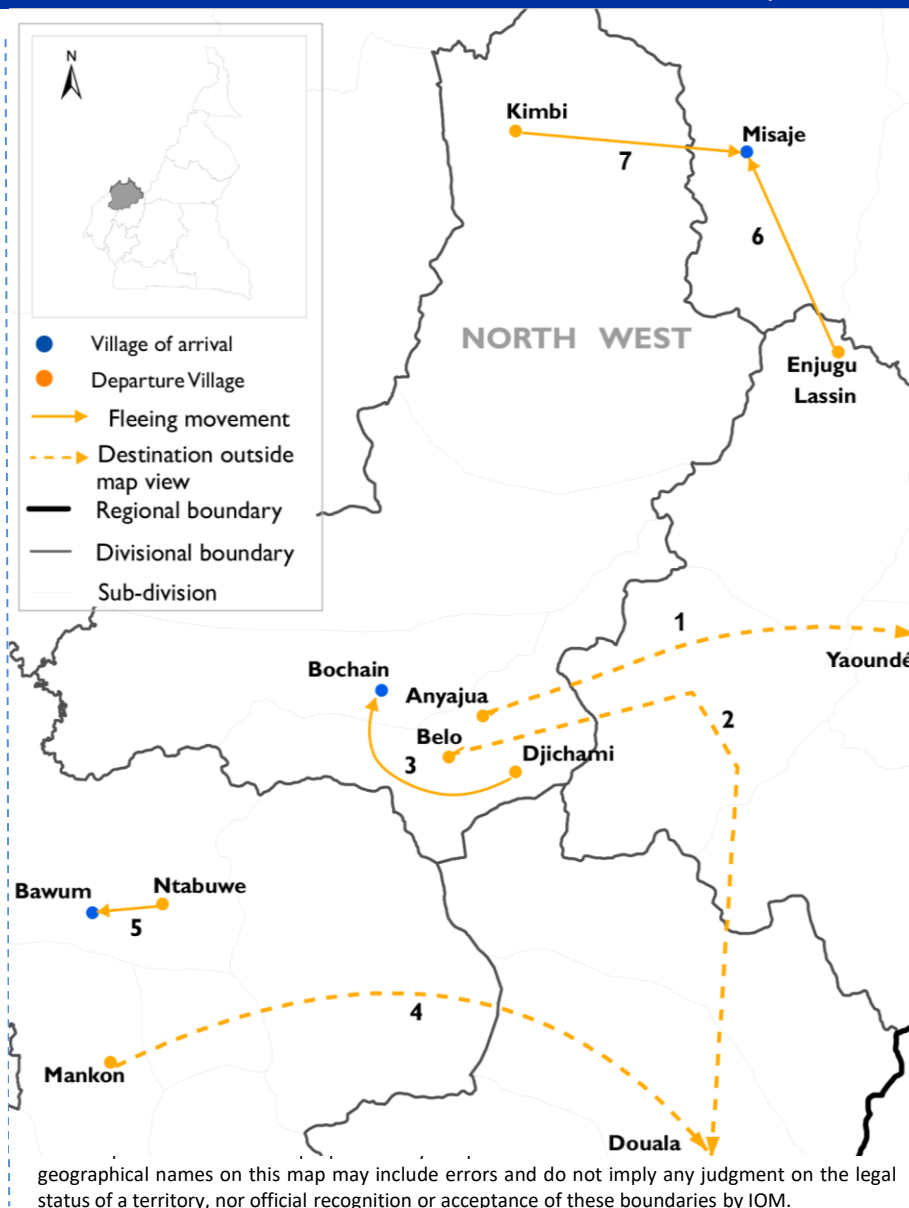 N
Village of arrival
Departure Village
Fleeing movement
Destination outside
map view
Regional boundary
Divisional boundary
Sub-division
Kimbi
Misaje
7
6
NORTH WEST
Enjugu
Lassin
1
Yaoundé
Bochain
Anyajua
2
Belo
3
Djichami
Bawum
Ntabuwe
5
4
Mankon
Douala
geographical names on this map may include errors and do not imply any judgment on the legal
status of a territory, nor official recognition or acceptance of these boundaries by IOM.